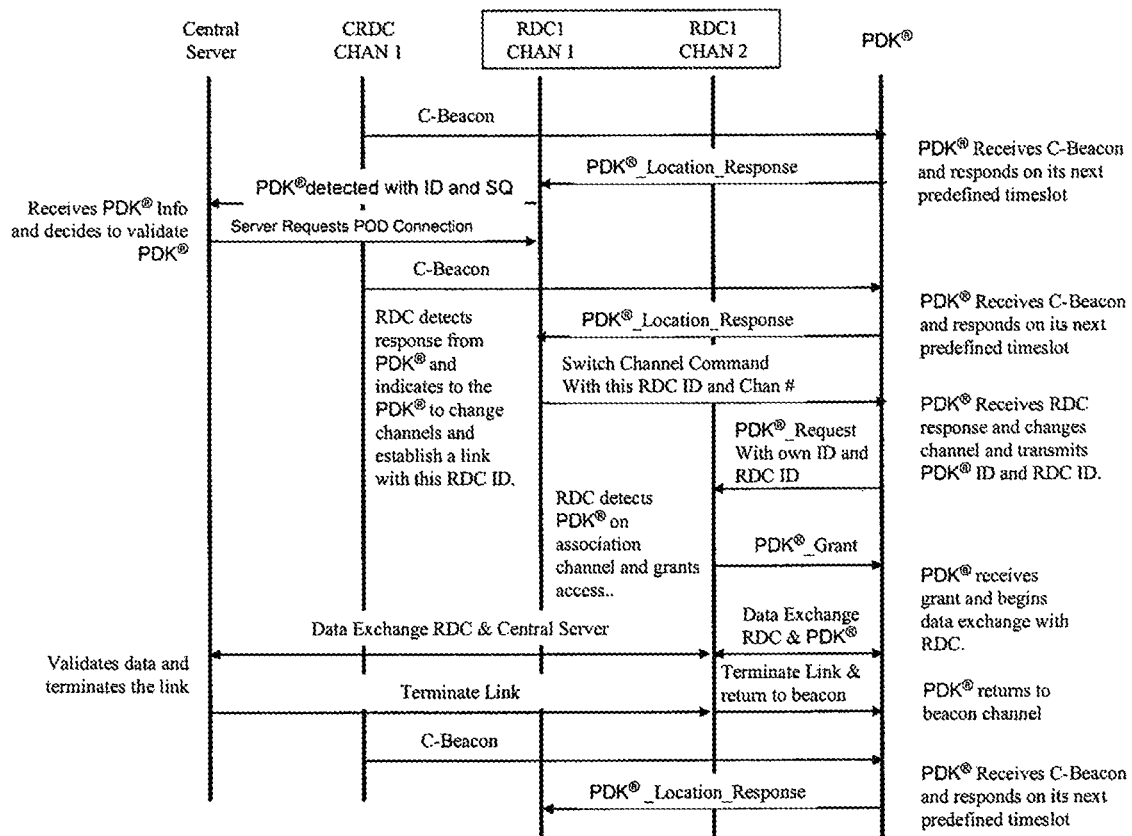 Central
Server
CRDC
CHAN 1
RDC1
CHAN 1
RDC1
CHAN 2
PDK®
C-Beacon
PDK® Receives C-Beacon
and responds on its next
predefined timeslot
PDK®_Location_Response
PDK®detected with ID and SQ
Receives PDK® Info
and decides to validate
PDK®
Server Requests POD Connection
C-Beacon
PDK® Receives C-Beacon
and responds on its next
predefined timeslot
PDK®_Location_Response
RDC detects
response from
PDK® and
indicates to the
PDK® to change
channels and
establish a link
with this RDC ID.
Switch Channel Command
With this RDC ID and Chan #
PDK® Receives RDC
response and changes
channel and transmits
PDK® ID and RDC ID.
PDK®_Request
With own ID and
RDC ID
RDC detects
PDK® on
association
channel and grants
access..
PDK®_Grant
PDK® receives
grant and begins
data exchange with
RDC.
Data Exchange RDC & Central Server
Data Exchange
RDC & PDK®
Validates data and
terminates the link
Terminate Link
Terminate Link &
return to beacon
PDK® returns to
beacon channel
C-Beacon
PDK® Receives C-Beacon
and responds on its next
predefined timeslot
PDK® _Location_Response